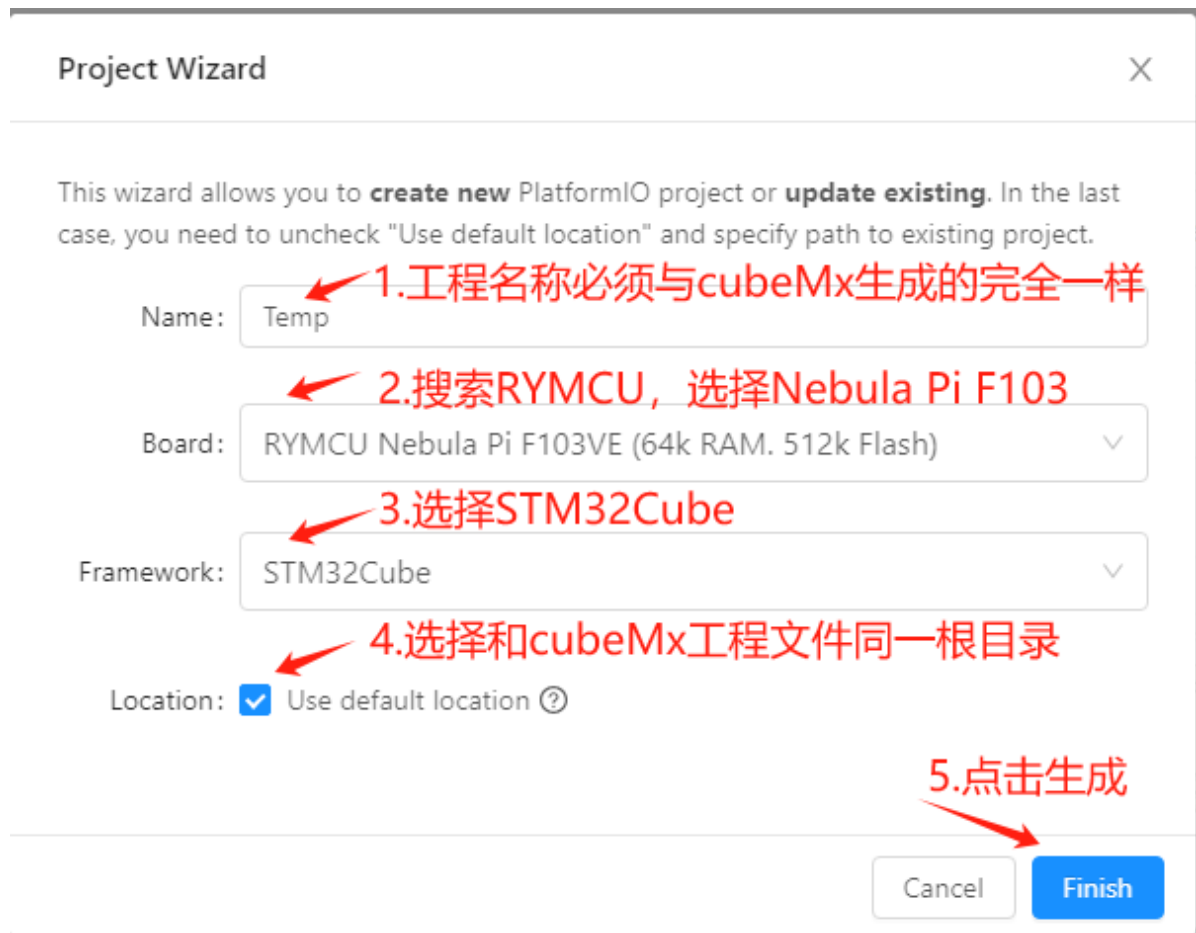 Project Wizard
This wizard allows you to create new PlatformIO project or update existing. In the last
case, you need to uncheck "Use default location" and specify path to existing project.
1.工程名称必须与cubeMx生成的完全一样
Name: Temp
2.搜索RYMCU，选择Nebula Pi F103
Board: RYMCU Nebula Pi F103VE (64k RAM. 512k Flash)
3.选择STM32Cube
Framework: STM32Cube
4.选择和cubeMx工程文件同一根目录
Location: Use default location
5.点击生成
Cancel Finish